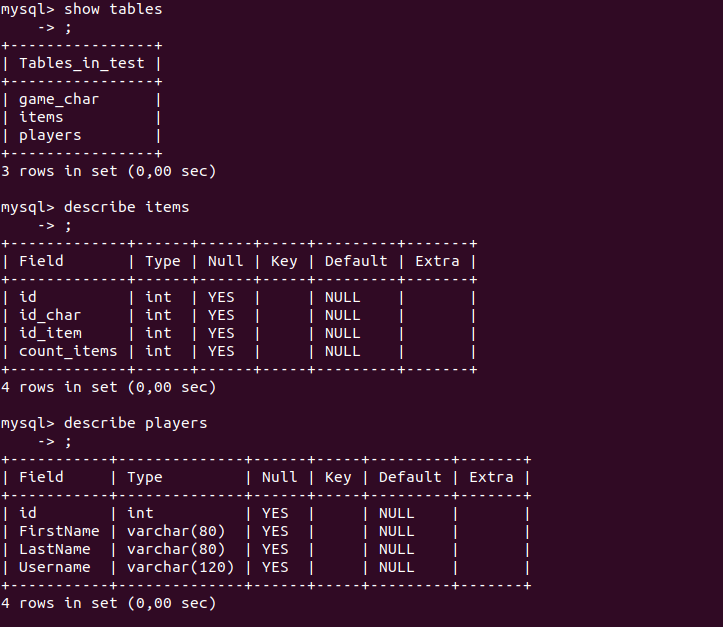 mysql> show tables
    -> ;
+----------------+
| Tables_in_test |
+----------------+
| game_char      |
| items          |
| players        |
+----------------+
3 rows in set (0,00 sec)

mysql> describe items
    -> ;
+-------------+------+------+-----+---------+-------+
| Field       | Type | Null | Key | Default | Extra |
+-------------+------+------+-----+---------+-------+
| id          | int  | YES  |     | NULL    |       |
| id_char     | int  | YES  |     | NULL    |       |
| id_item     | int  | YES  |     | NULL    |       |
| count_items | int  | YES  |     | NULL    |       |
+-------------+------+------+-----+---------+-------+
4 rows in set (0,00 sec)

mysql> describe players
    -> ;
+-----------+--------------+------+-----+---------+-------+
| Field     | Type         | Null | Key | Default | Extra |
+-----------+--------------+------+-----+---------+-------+
| id        | int          | YES  |     | NULL    |       |
| FirstName | varchar(80)  | YES  |     | NULL    |       |
| LastName  | varchar(80)  | YES  |     | NULL    |       |
| Username  | varchar(120) | YES  |     | NULL    |       |
+-----------+--------------+------+-----+---------+-------+
4 rows in set (0,00 sec)